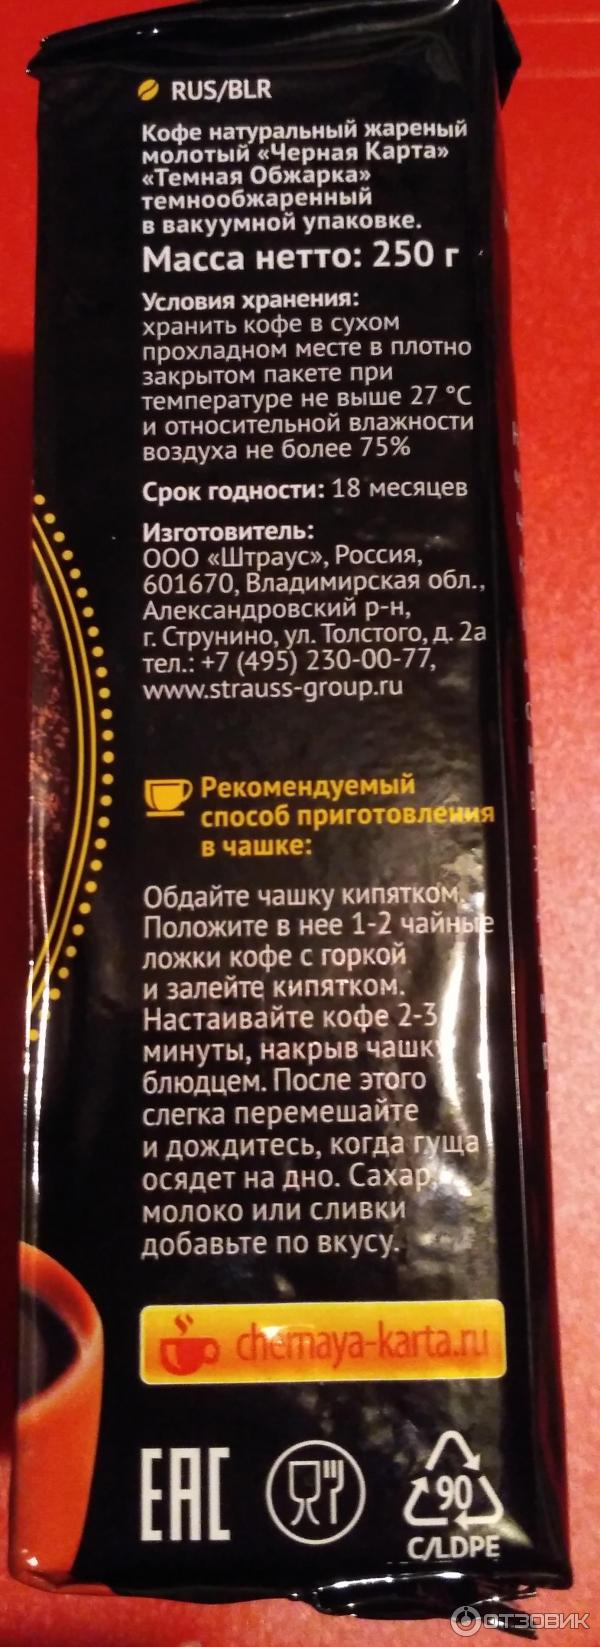 RUS/BLR
Кофе натуральный жареный
молотый «Черная Карта»
«Темная Обжарка»
темнообжаренный
в вакуумной упаковке.
Масса нетто: 250 г
Условия хранения:
хранить кофе в сухом
прохладном месте в плотно
закрытом пакете при
температуре не выше 27 °С
и относительной влажности
воздуха не более 75%
Срок годности: 18 месяцев
Изготовитель:
ООО «Штраус», Россия,
601670, Владимирская обл.,
Александровский р-н,
г. Струнино, ул. Толстого, д. 2а
тел.: +7 (495) 230-00-77,
www.strauss-group.ru
Рекомендуемый
способ приготовления
в чашке:
Обдайте чашку кипятком.
Положите в нее 1-2 чайные
ложки кофе с горкой
и залейте кипятком.
Настаивайте кофе 2-3
минуты, накрыв чашку
блюдцем. После этого
слегка перемешайте
и дождитесь, когда гуща
осядет на дно. Сахар,
молоко или сливки
добавьте по вкусу.
chernaya-karta.ru
EAC
90
C/LDPE
ОТЗОВИК